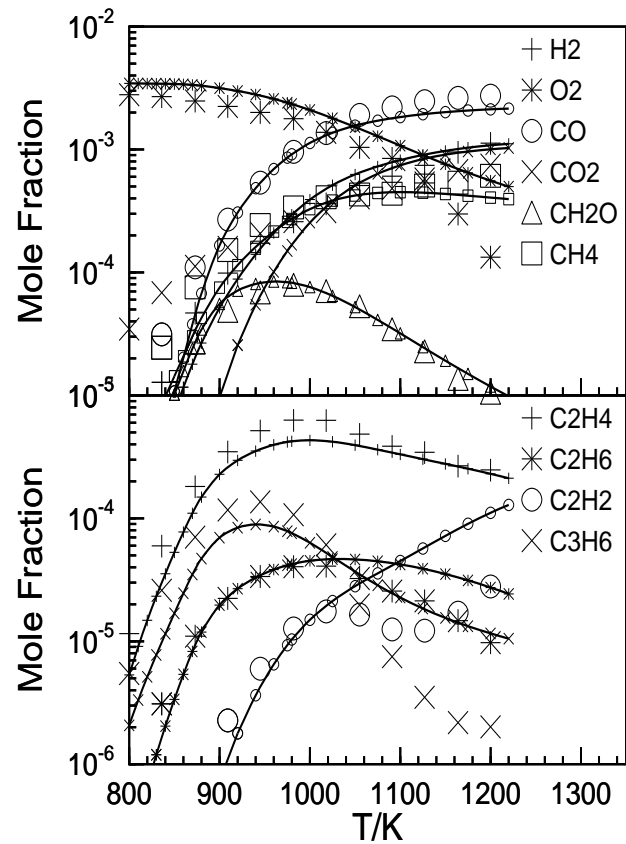 10^-2
10^-3
10^-4
10^-5
Mole Fraction
H2
O2
CO
CO2
CH2O
CH4
10^-4
10^-5
10^-6
Mole Fraction
C2H4
C2H6
C2H2
C3H6
800 900 1000 1100 1200 1300
T/K